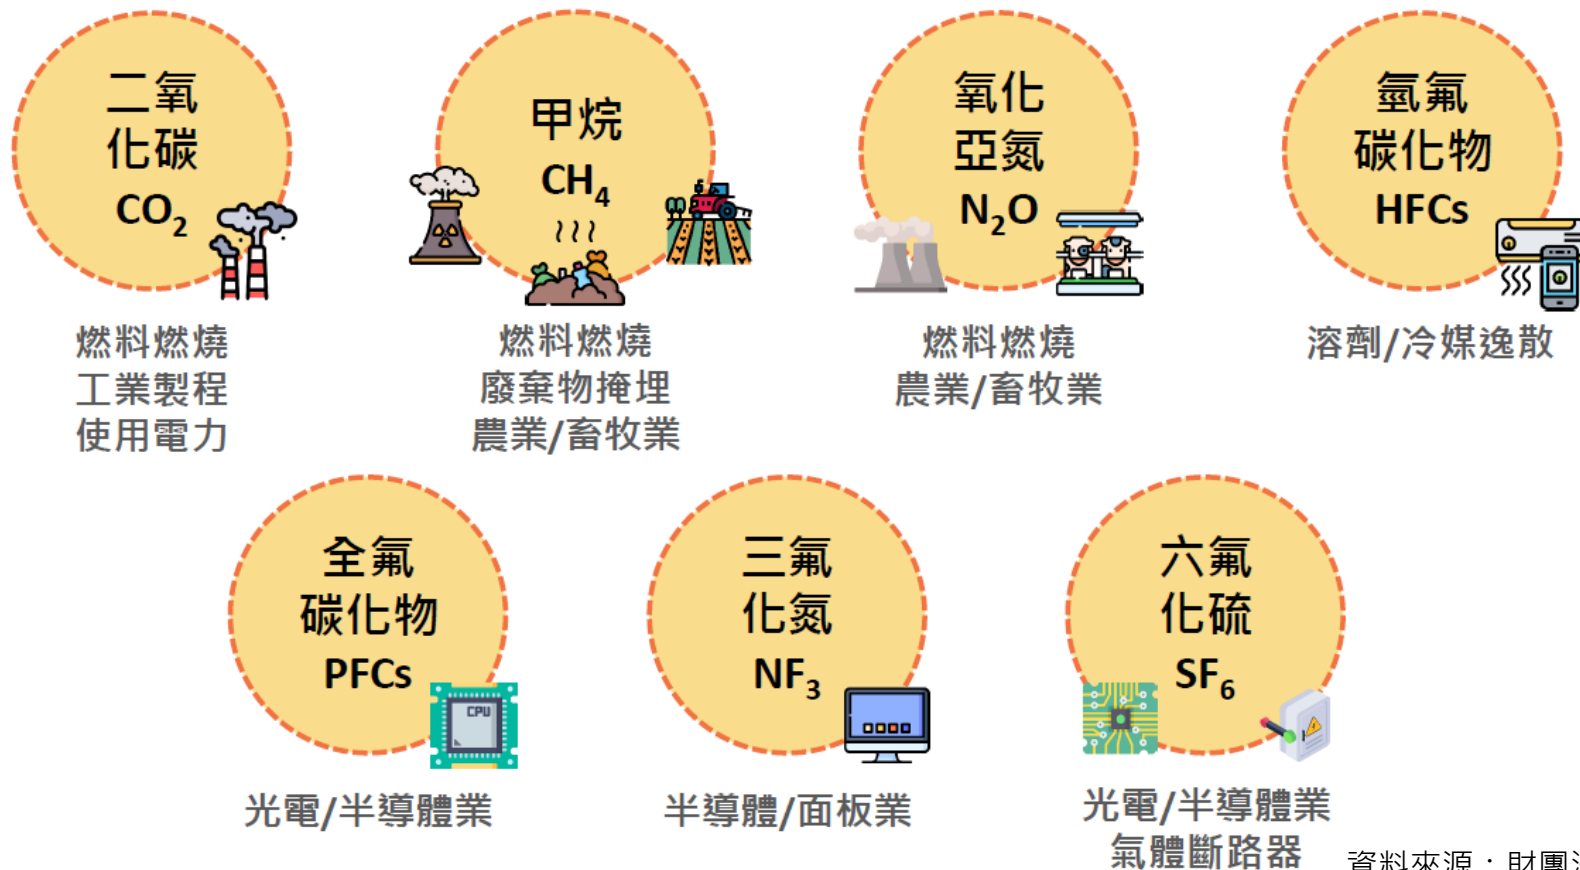 二氧
化碳
CO₂
燃料燃燒
工業製程
使用電力
甲烷
CH₄
燃料燃燒
廢棄物掩埋
農業/畜牧業
氧化
亞氮
N₂O
燃料燃燒
農業/畜牧業
氫氟
碳化物
HFCs
溶劑/冷媒逸散
全氟
碳化物
PFCs
CPU
光電/半導體業
三氟
化氮
NF₃
半導體/面板業
六氟
化硫
SF₆
光電/半導體業
氣體斷路器
資料來源：財團